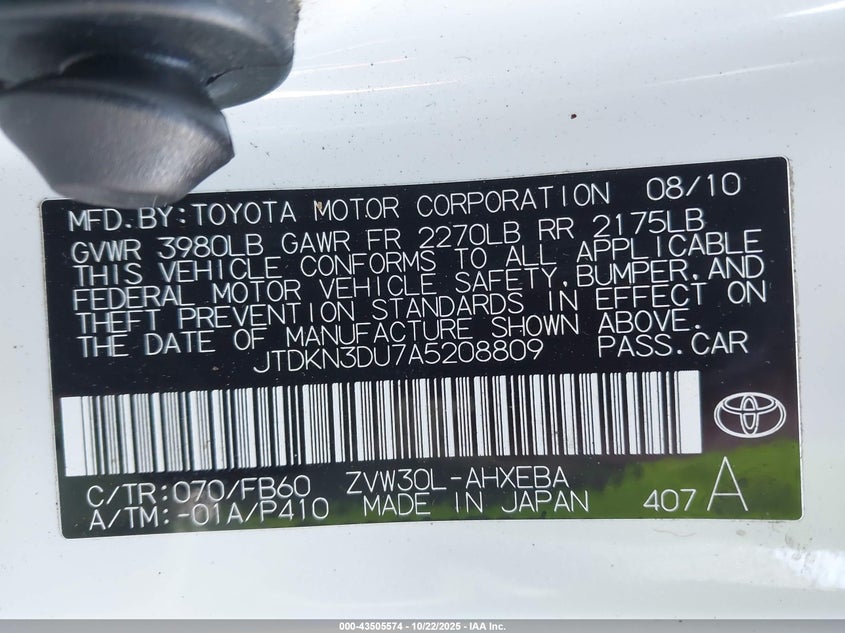 MFD.BY:TOYOTA MOTOR CORPORATION 08/10
GVWR 3980LB GAWR FR 2270LB RR 2175LB
THIS VEHICLE CONFORMS TO ALL APPLICABLE
FEDERAL MOTOR VEHICLE SAFETY,BUMPER,AND
THEFT PREVENTION STANDARDS IN EFFECT ON
THE DATE OF MANUFACTURE SHOWN ABOVE.
JTDKN3DU7A5208809 PASS.CAR
C/TR:070/FB60 ZVW30L-AHXEBA
A/TM:-01A/P410 MADE IN JAPAN 407 A
000-43505574 - 10/22/2025 - IAA Inc.